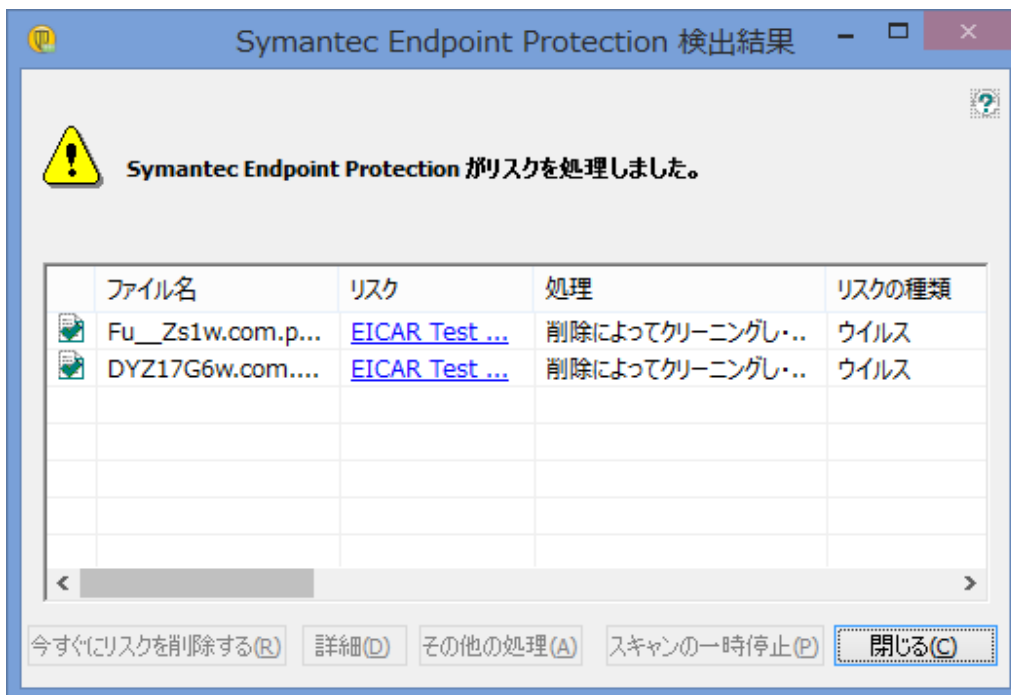 Symantec Endpoint Protection 検出結果
Symantec Endpoint Protection がリスクを処理しました。
ファイル名 リスク 処理 リスクの種類
Fu__Zs1w.com.p... EICAR Test ... 削除によってクリーニングし・.. ウイルス
DYZ17G6w.com.... EICAR Test ... 削除によってクリーニングし・.. ウイルス
今すぐにリスクを削除する(R) 詳細(D) その他の処理(A) スキャンの一時停止(P) 閉じる(C)